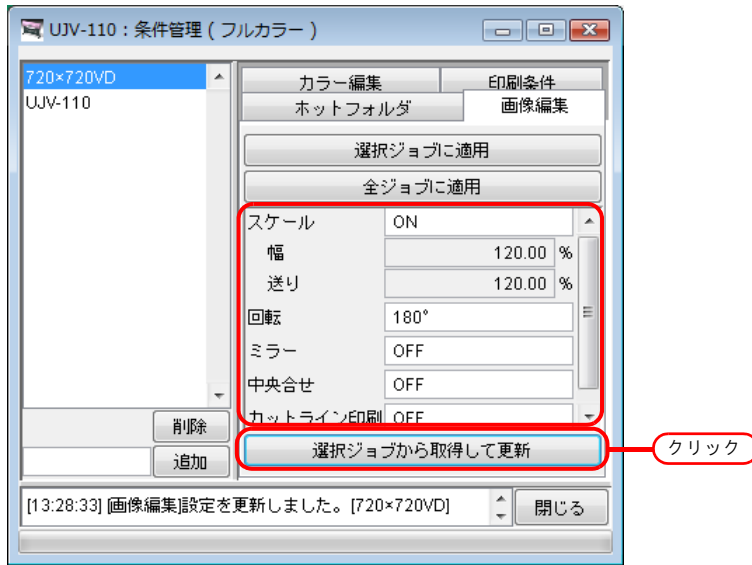 UJV-110：条件管理 ( フルカラー )
720×720VD
UJV-110
カラー編集
印刷条件
ホットフォルダ
画像編集
選択ジョブに適用
全ジョブに適用
スケール ON
幅 120.00 %
送り 120.00 %
回転 180°
ミラー OFF
中央合せ OFF
カットライン印刷 OFF
削除
追加
選択ジョブから取得して更新
クリック
[13:28:33] [画像編集]設定を更新しました。[720×720VD]
閉じる